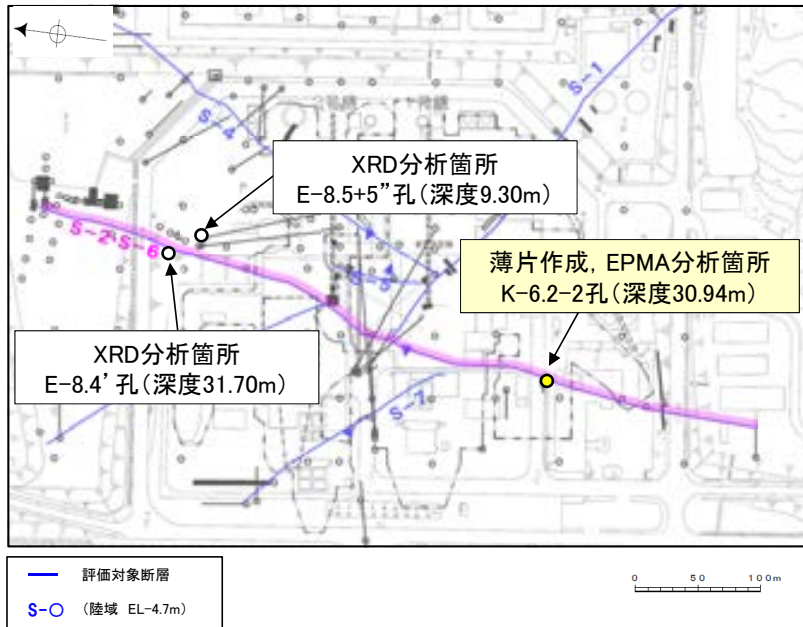 S-4
S-1
XRD分析箇所
E-8.5+5”孔(深度9.30m)
S-2・S-6
S-5
薄片作成, EPMA分析箇所
K-6.2-2孔(深度30.94m)
XRD分析箇所
E-8.4’孔(深度31.70m)
S-7
評価対象断層
S-○ (陸域 EL-4.7m)
0 50 100m